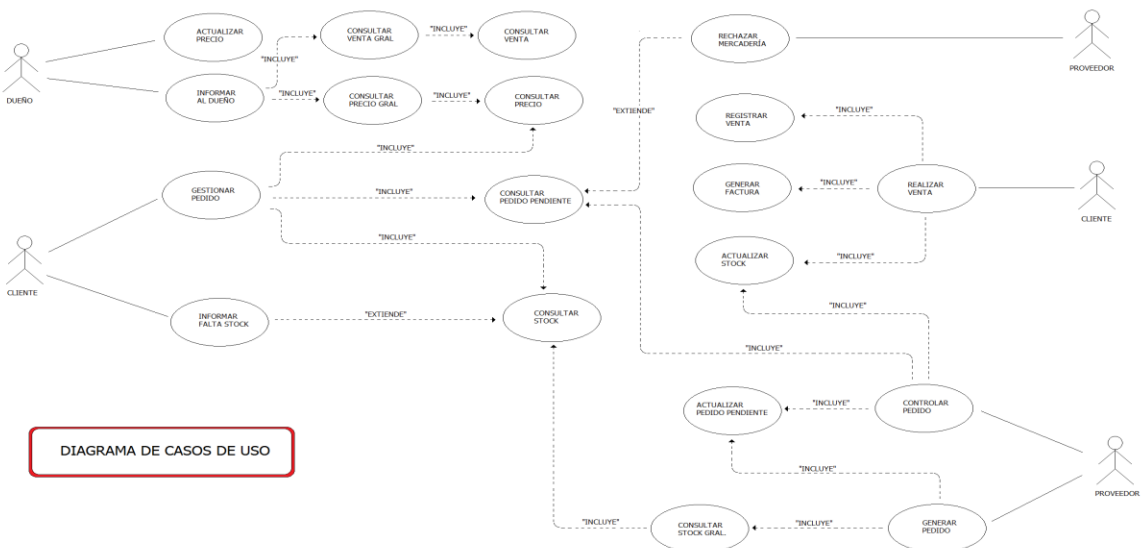 ACTUALIZAR
PRECIO
CONSULTAR
VENTA GRAL
"INCLUYE"
CONSULTAR
VENTA
"INCLUYE"
DUEÑO
INFORMAR
AL DUEÑO
"INCLUYE"
CONSULTAR
PRECIO GRAL
"INCLUYE"
CONSULTAR
PRECIO
RECHAZAR
MERCADERÍA
PROVEEDOR
"EXTIENDE"
REGISTRAR
VENTA
"INCLUYE"
"INCLUYE"
GESTIONAR
PEDIDO
"INCLUYE"
CONSULTAR
PEDIDO PENDIENTE
GENERAR
FACTURA
"INCLUYE"
REALIZAR
VENTA
CLIENTE
"INCLUYE"
ACTUALIZAR
STOCK
"INCLUYE"
CLIENTE
INFORMAR
FALTA STOCK
"EXTIENDE"
CONSULTAR
STOCK
"INCLUYE"
"INCLUYE"
ACTUALIZAR
PEDIDO PENDIENTE
"INCLUYE"
CONTROLAR
PEDIDO
DIAGRAMA DE CASOS DE USO
"INCLUYE"
PROVEEDOR
"INCLUYE"
CONSULTAR
STOCK GRAL.
"INCLUYE"
GENERAR
PEDIDO